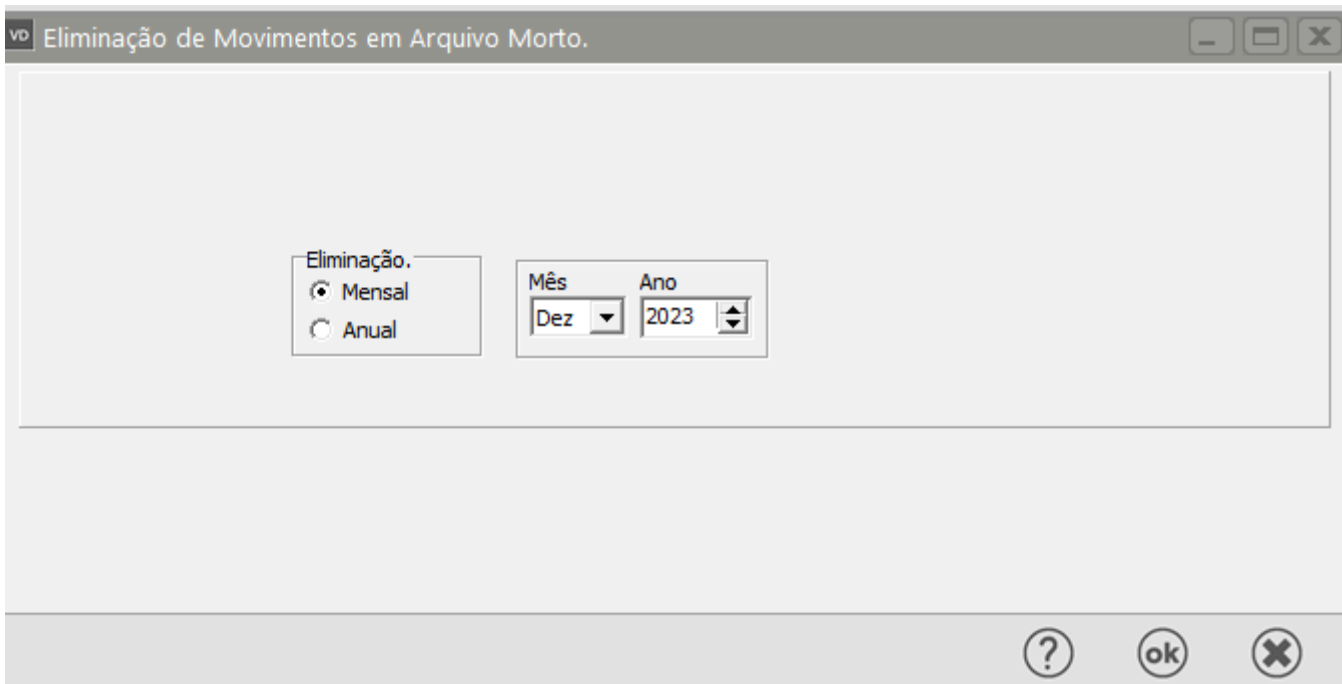 VD Eliminação de Movimentos em Arquivo Morto.
Eliminação.
Mensal
Anual
Mês Ano
Dez 2023
? ok